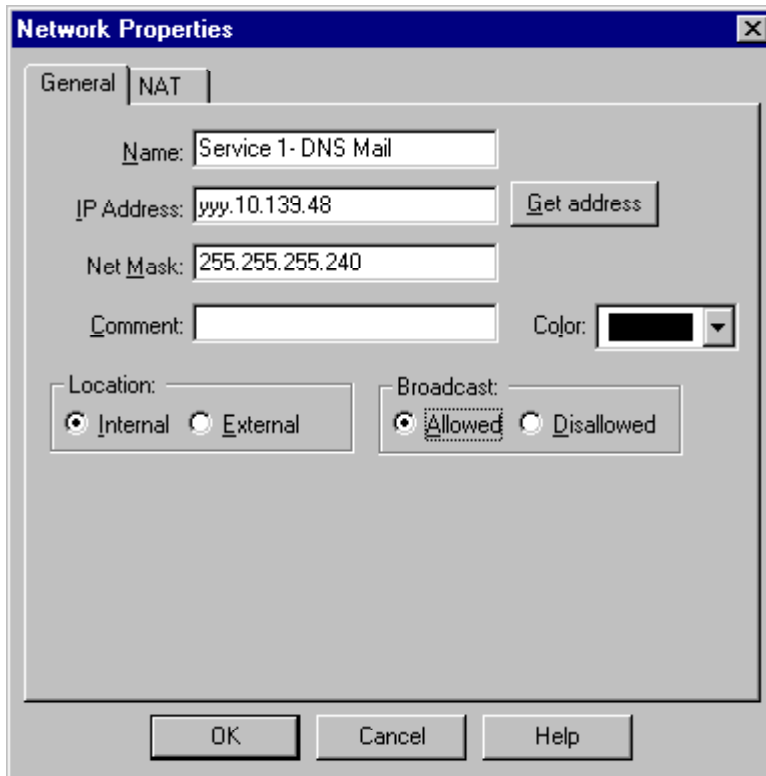 Network Properties
General NAT
Name: Service 1- DNS Mail
IP Address: yyy.10.139.48 Get address
Net Mask: 255.255.255.240
Comment: Color:
Location: Broadcast:
Internal External Allowed Disallowed
OK Cancel Help